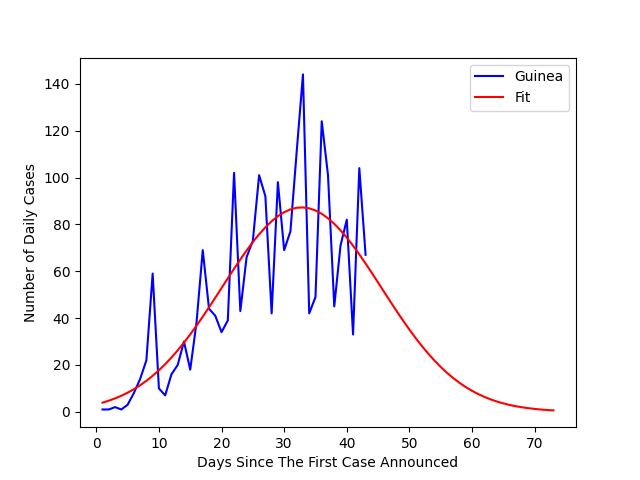 Guinea
Fit
Number of Daily Cases
140
120
100
80
60
40
20
0
0 10 20 30 40 50 60 70
Days Since The First Case Announced